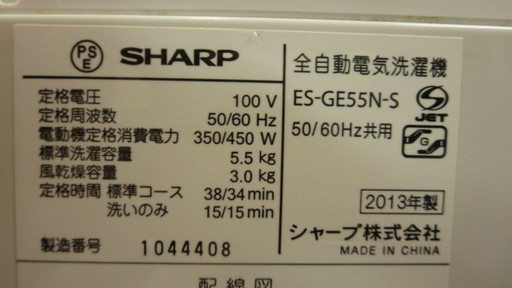 PS
E
SHARP
定格電圧 100 V
定格周波数 50/60 Hz
電動機定格消費電力 350/450 W
標準洗濯容量 5.5 kg
風乾燥容量 3.0 kg
定格時間 標準コース 38/34 min
洗いのみ 15/15 min
製造番号 1044408
全自動電気洗濯機
ES-GE55N-S
JET
50/60Hz共用
G
2013年製
シャープ株式会社
MADE IN CHINA
配線図